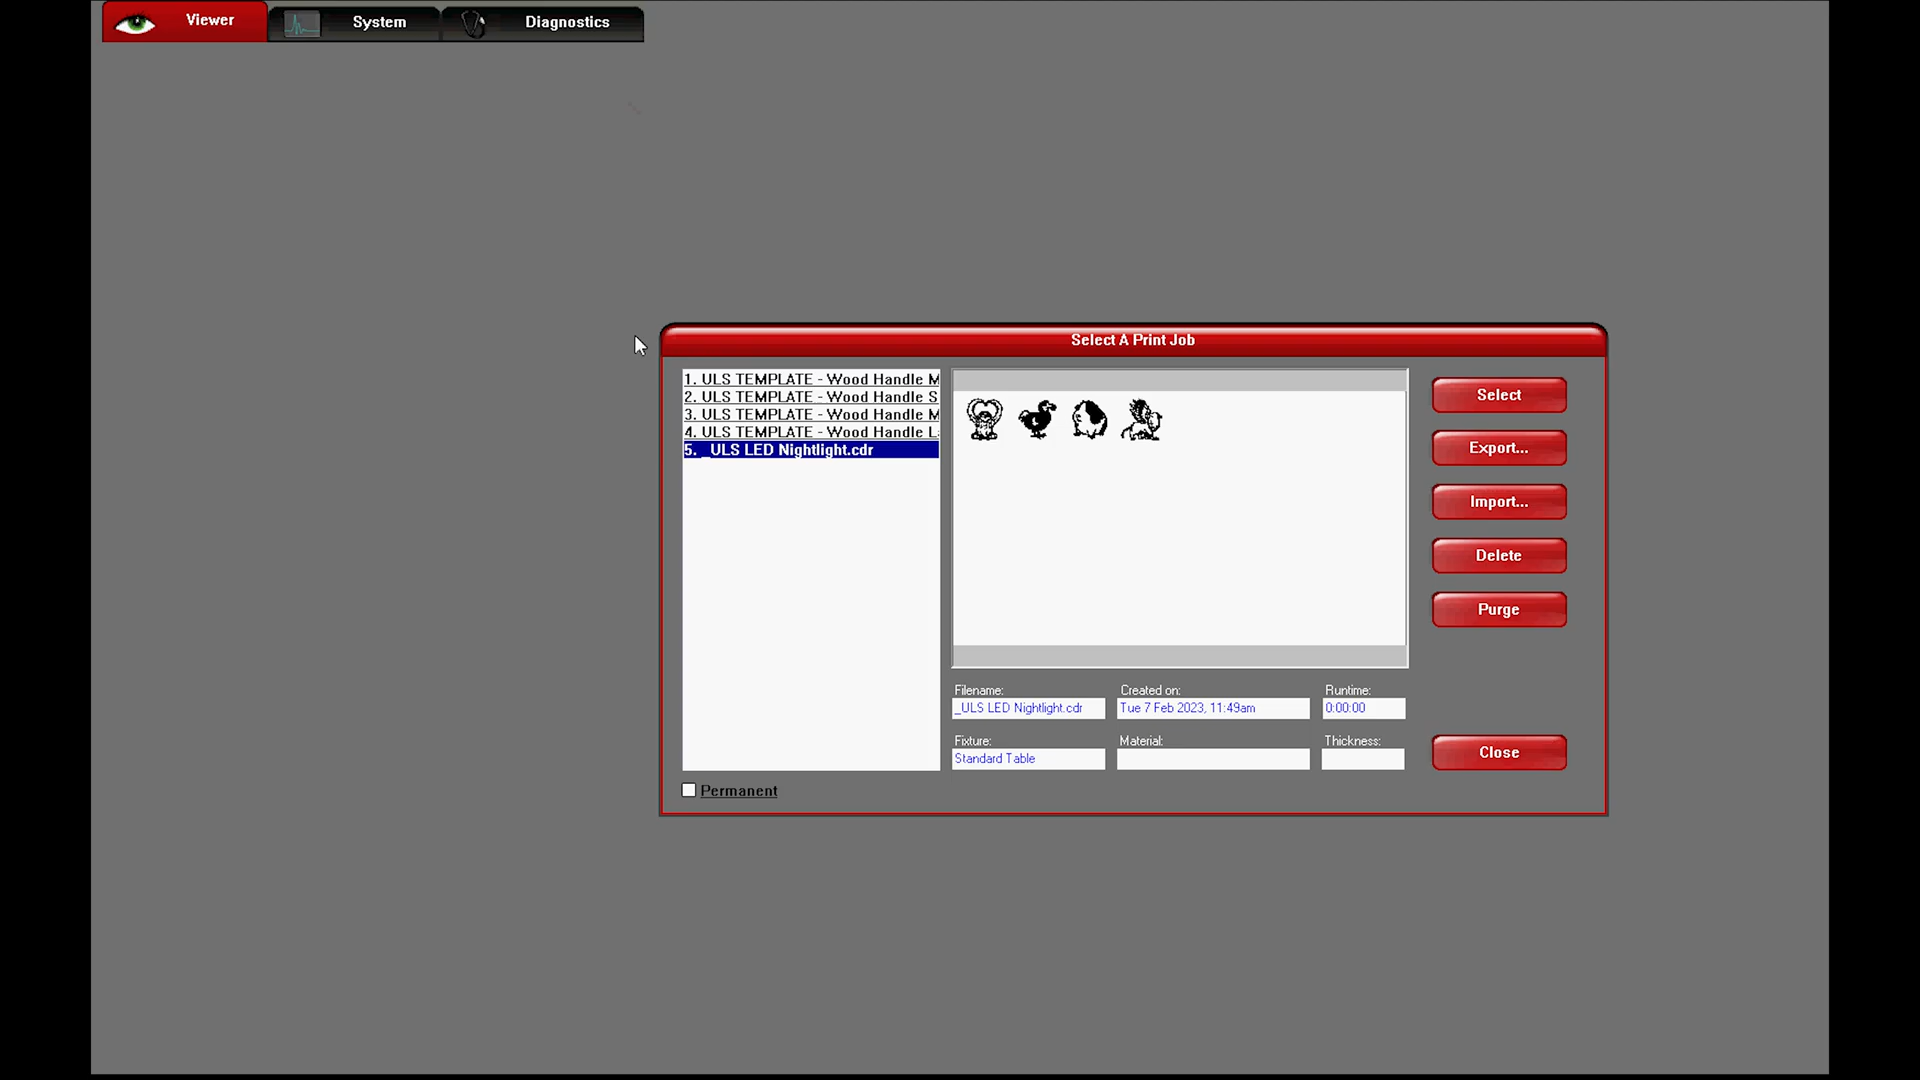 Viewer
System
Diagnostics
Select A Print Job
1. ULS TEMPLATE - Wood Handle M
2. ULS TEMPLATE - Wood Handle S
3. ULS TEMPLATE - Wood Handle M
4. ULS TEMPLATE - Wood Handle L
5. _ULS LED Nightlight.cdr
Select
Export...
Import...
Delete
Purge
Filename:
Created on:
Runtime:
_ULS LED Nightlight.cdr
Tue 7 Feb 2023, 11:49am
0:00:00
Fixture:
Material:
Thickness:
Standard Table
Close
Permanent